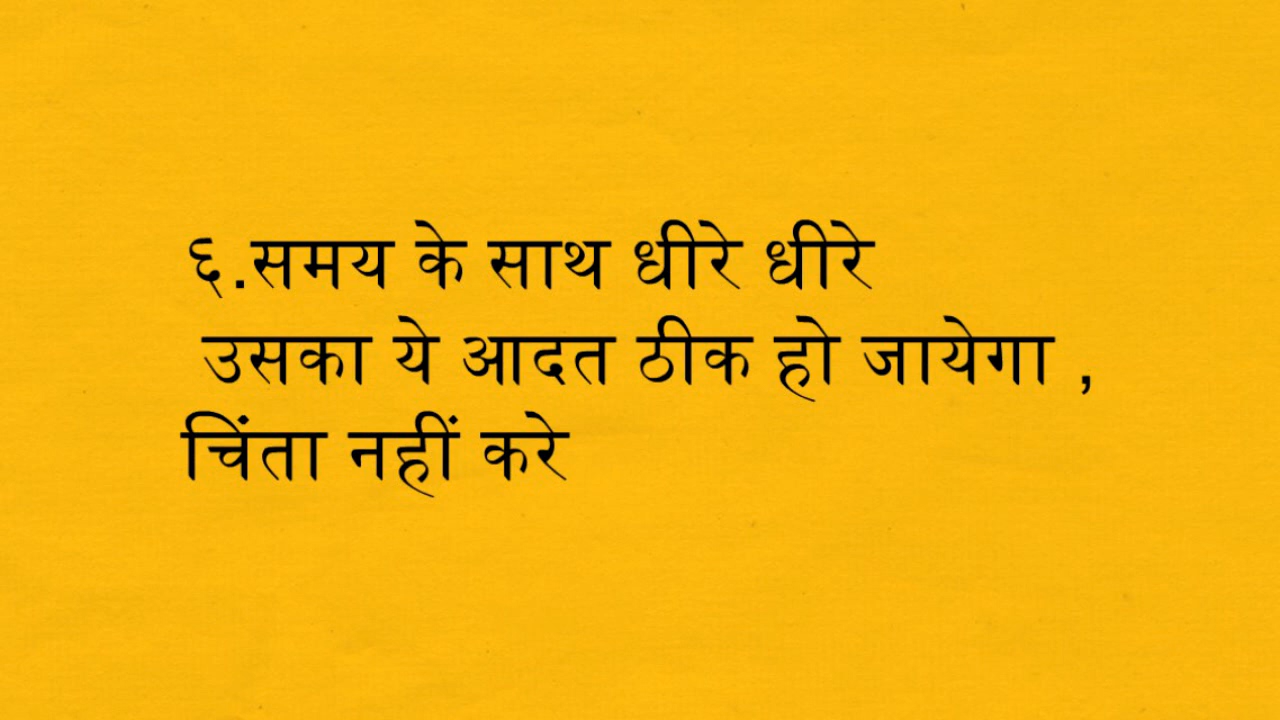 ६.समय के साथ धीरे धीरे
उसका ये आदत ठीक हो जायेगा ,
चिंता नहीं करे